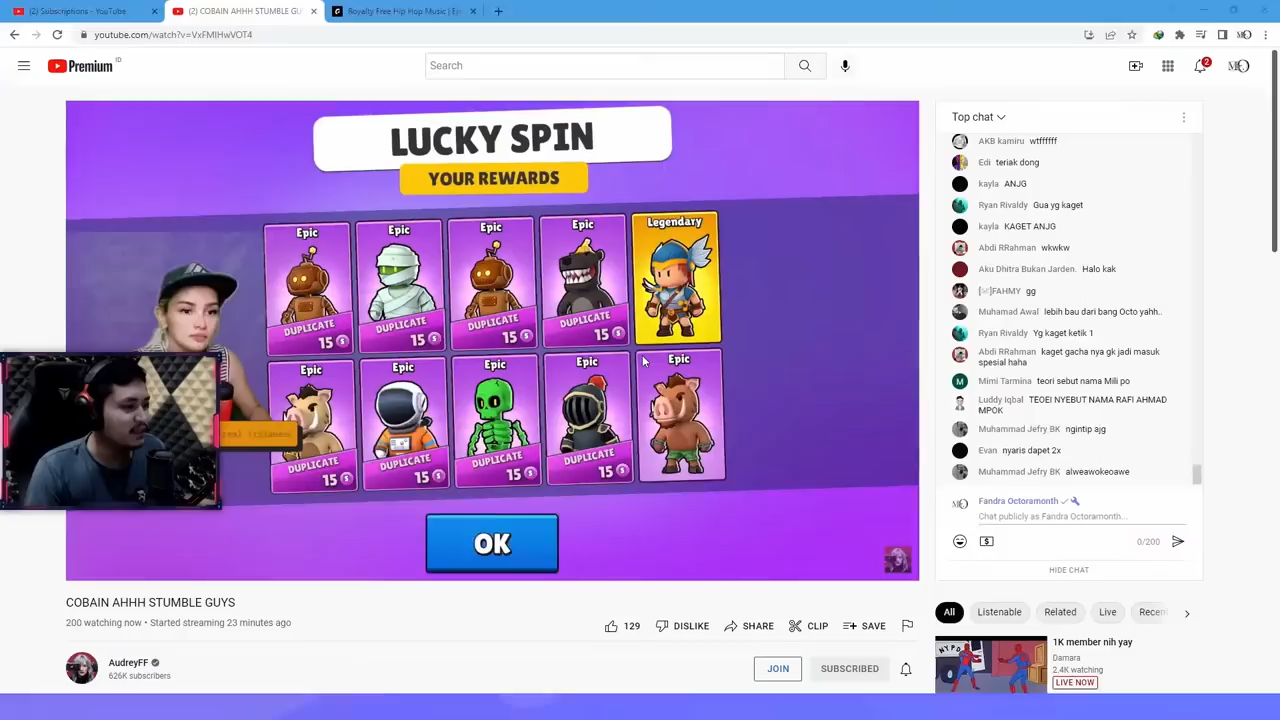 (2) Subscriptions - YouTube
(2) COBAIN AHHH STUMBLE GU
Royalty Free Hip Hop Music | Ep
youtube.com/watch?v=VxFMIHwVOT4
Premium ID
Search
2
LUCKY SPIN
YOUR REWARDS
Epic Epic Epic Epic Legendary
DUPLICATE DUPLICATE DUPLICATE DUPLICATE
15 15 15 15
Epic Epic Epic Epic Epic
DUPLICATE DUPLICATE DUPLICATE DUPLICATE
15 15 15 15
OK
Top chat
AKB kamiru wtffffff
Edi teriak dong
kayla ANJG
Ryan Rivaldy Gua yg kaget
kayla KAGET ANJG
Abdi RRahman wkwkw
Aku Dhitra Bukan Jarden. Halo kak
FAHMY gg
Muhamad Awal lebih bau dari bang Octo yahh..
Ryan Rivaldy Yg kaget ketik 1
Abdi RRahman kaget gacha nya gk jadi masuk
spesial haha
Mimi Tarmina teori sebut nama Mili po
Luddy Iqbal TEOEI NYEBUT NAMA RAFI AHMAD
MPOK
Muhammad Jefry BK ngintip ajg
Evan nyaris dapet 2x
Muhammad Jefry BK alweawokeoawe
Fandra Octoramonth
Chat publicly as Fandra Octoramonth...
0/200
HIDE CHAT
COBAIN AHHH STUMBLE GUYS
200 watching now • Started streaming 23 minutes ago
129 DISLIKE SHARE CLIP SAVE
AudreyFF
626K subscribers
JOIN SUBSCRIBED
All Listenable Related Live Recen
1K member nih yay
Damara
2.4K watching
LIVE NOW